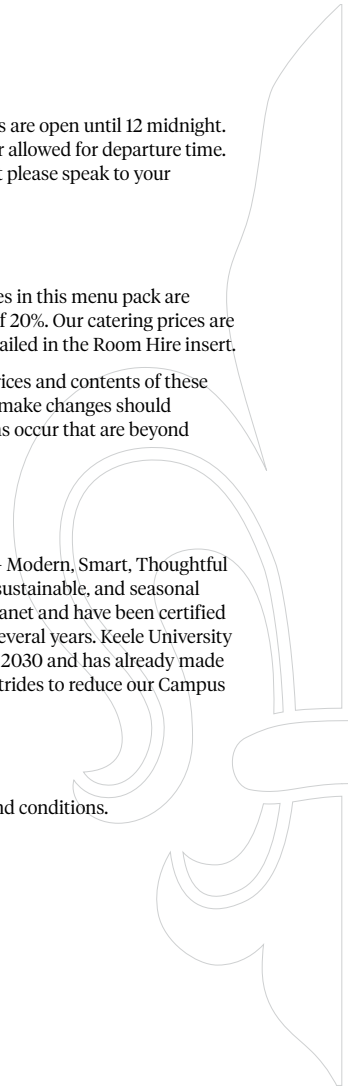 s are open until 12 midnight.
r allowed for departure time.
t please speak to your
es in this menu pack are
f 20%. Our catering prices are
ailed in the Room Hire insert.
rices and contents of these
make changes should
ns occur that are beyond
– Modern, Smart, Thoughtful
sustainable, and seasonal
anet and have been certified
everal years. Keele University
2030 and has already made
trides to reduce our Campus
nd conditions.